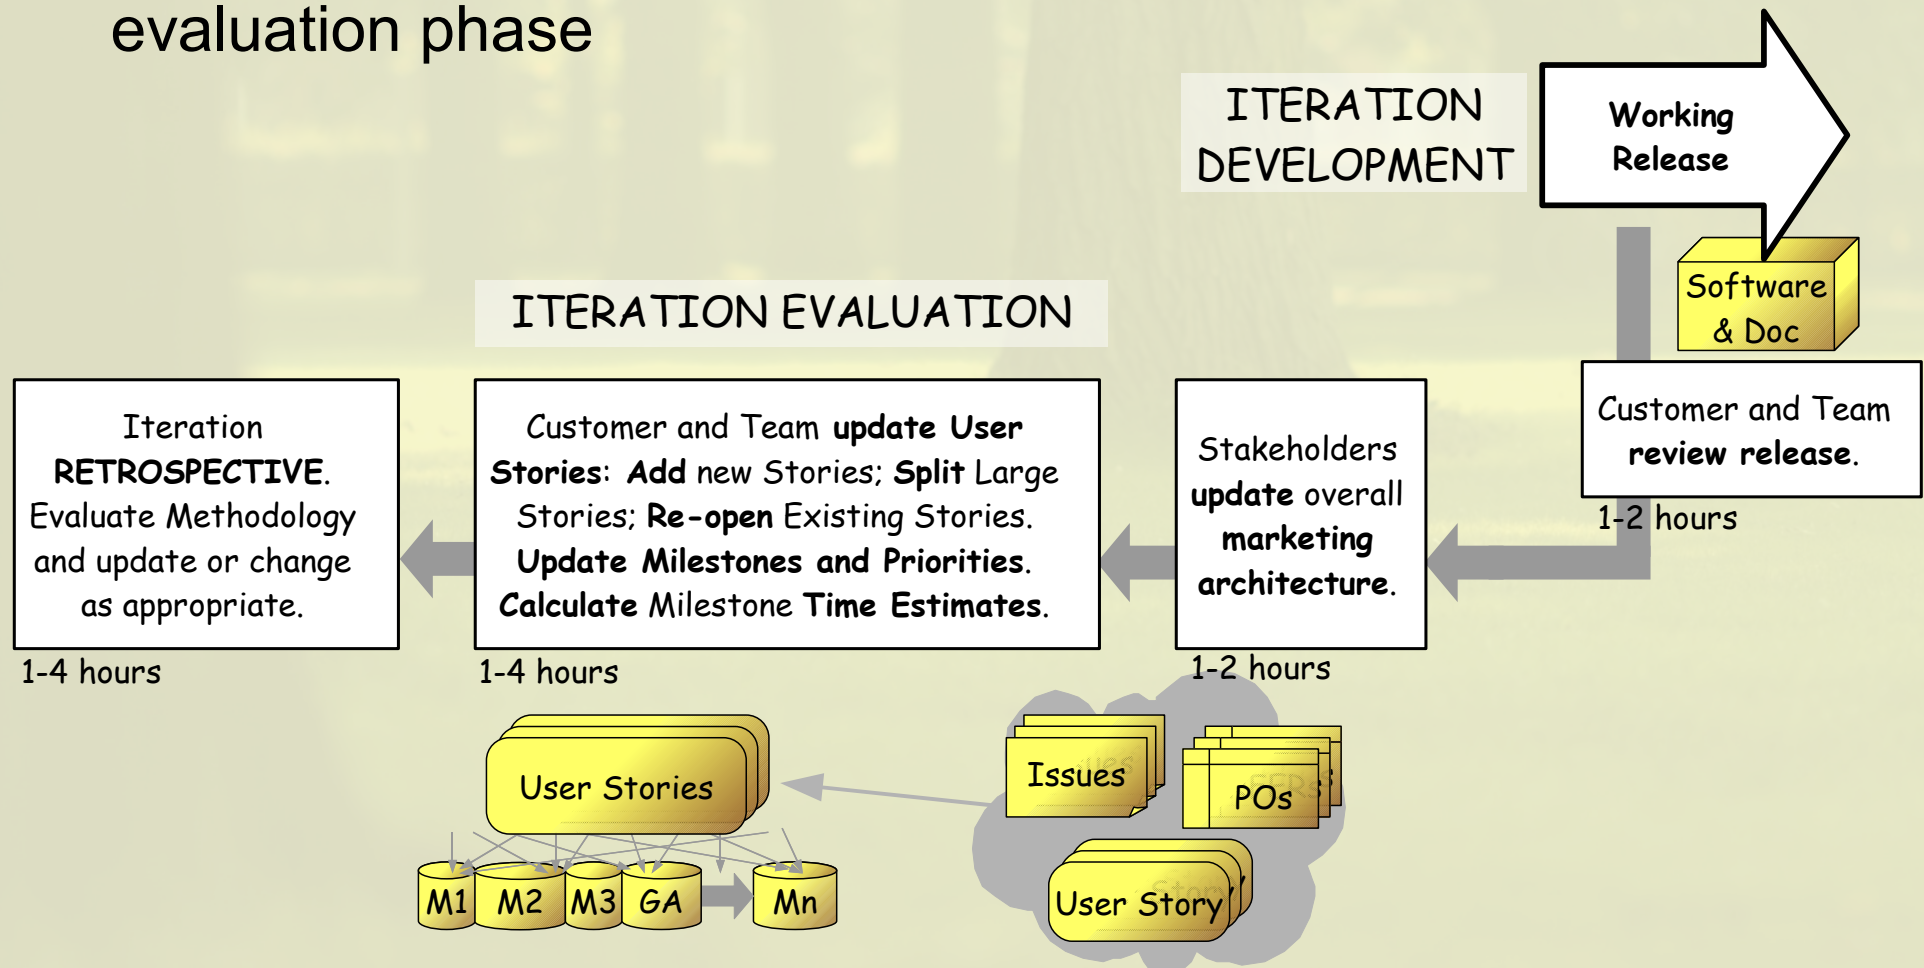 evaluation phase
ITERATION
DEVELOPMENT
Working
Release
Software
& Doc
ITERATION EVALUATION
Iteration
RETROSPECTIVE.
Evaluate Methodology
and update or change
as appropriate.
1-4 hours
Customer and Team update User
Stories: Add new Stories; Split Large
Stories; Re-open Existing Stories.
Update Milestones and Priorities.
Calculate Milestone Time Estimates.
1-4 hours
Stakeholders
update overall
marketing
architecture.
1-2 hours
Customer and Team
review release.
1-2 hours
User Stories
M1 M2 M3 GA Mn
Issues
POs
User Story